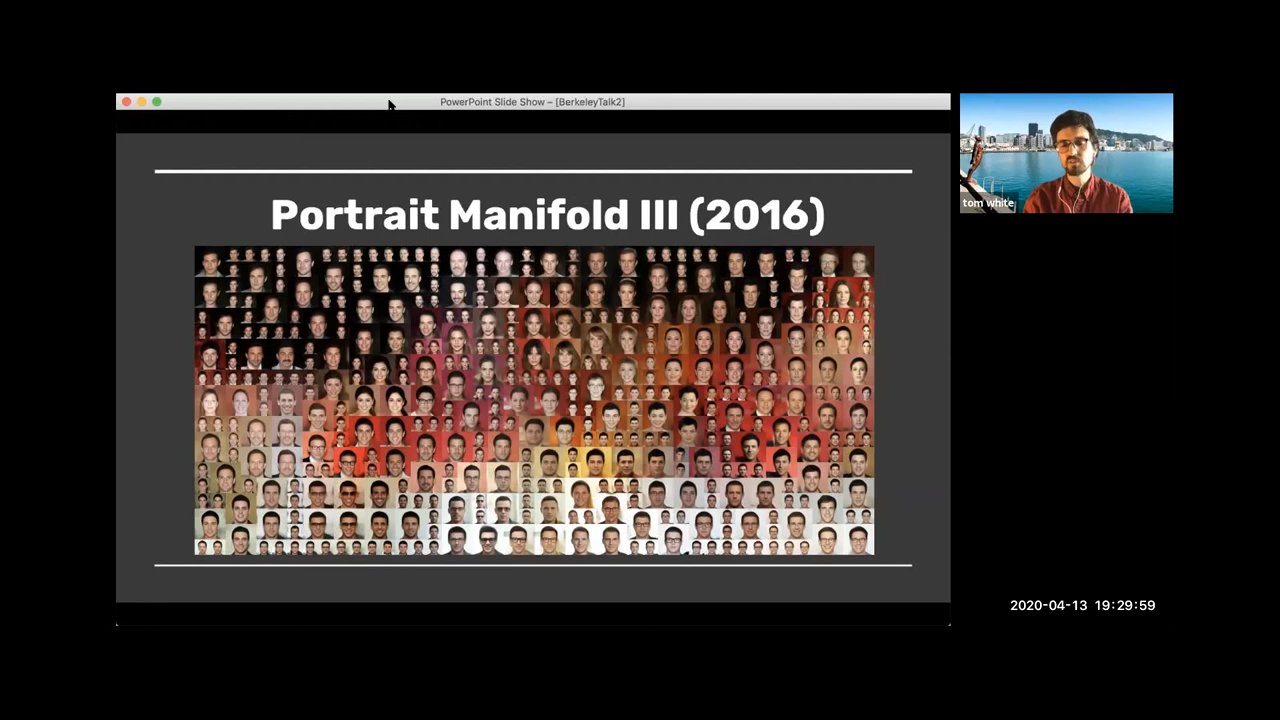 PowerPoint Slide Show – [BerkeleyTalk2]
Portrait Manifold III (2016)
tom white
2020-04-13 19:29:59